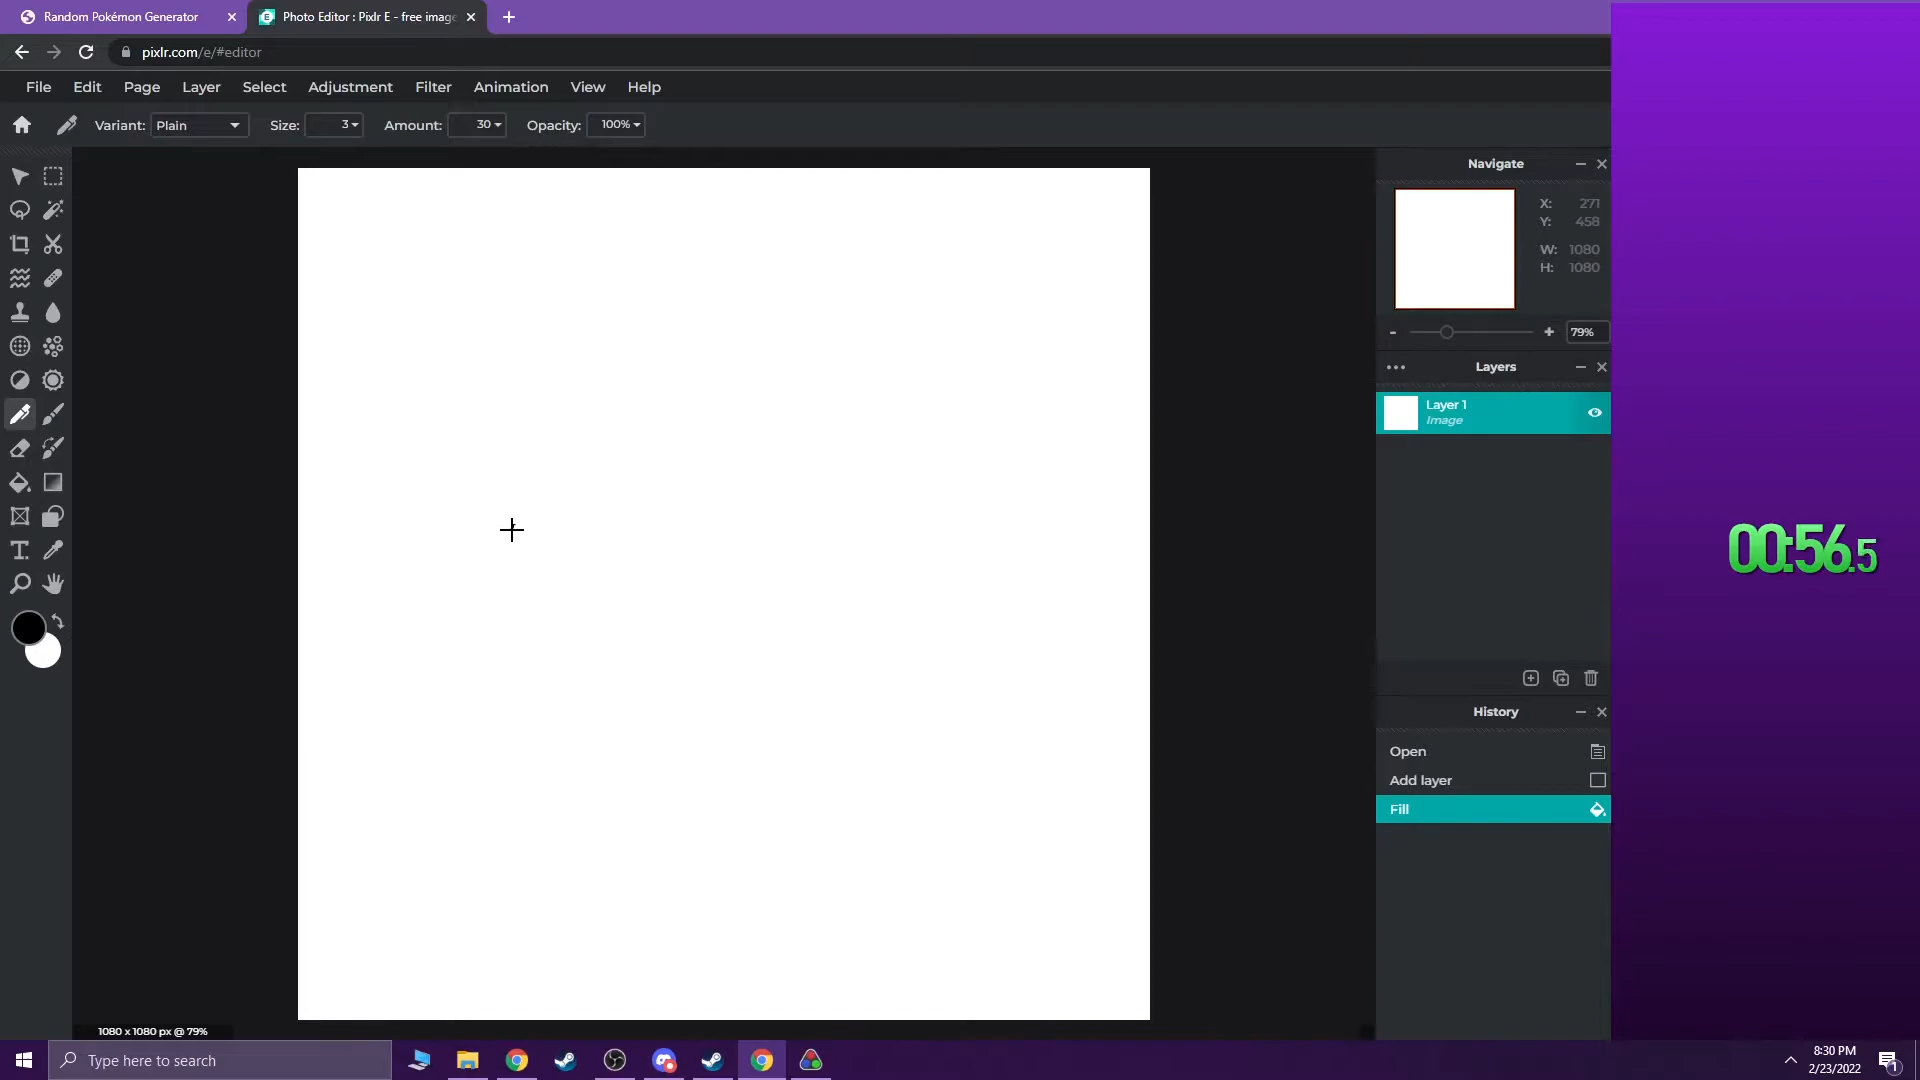 Random Pokémon Generator
Photo Editor : Pixlr E - free image
pixlr.com/e/#editor
File Edit Page Layer Select Adjustment Filter Animation View Help
Variant: Plain Size: 3 Amount: 30 Opacity: 100%
Navigate
X: 271
Y: 458
W: 1080
H: 1080
- + 79%
Layers
Layer 1
Image
00:56.5
History
Open
Add layer
Fill
1080 x 1080 px @ 79%
Type here to search
8:30 PM
2/23/2022
1